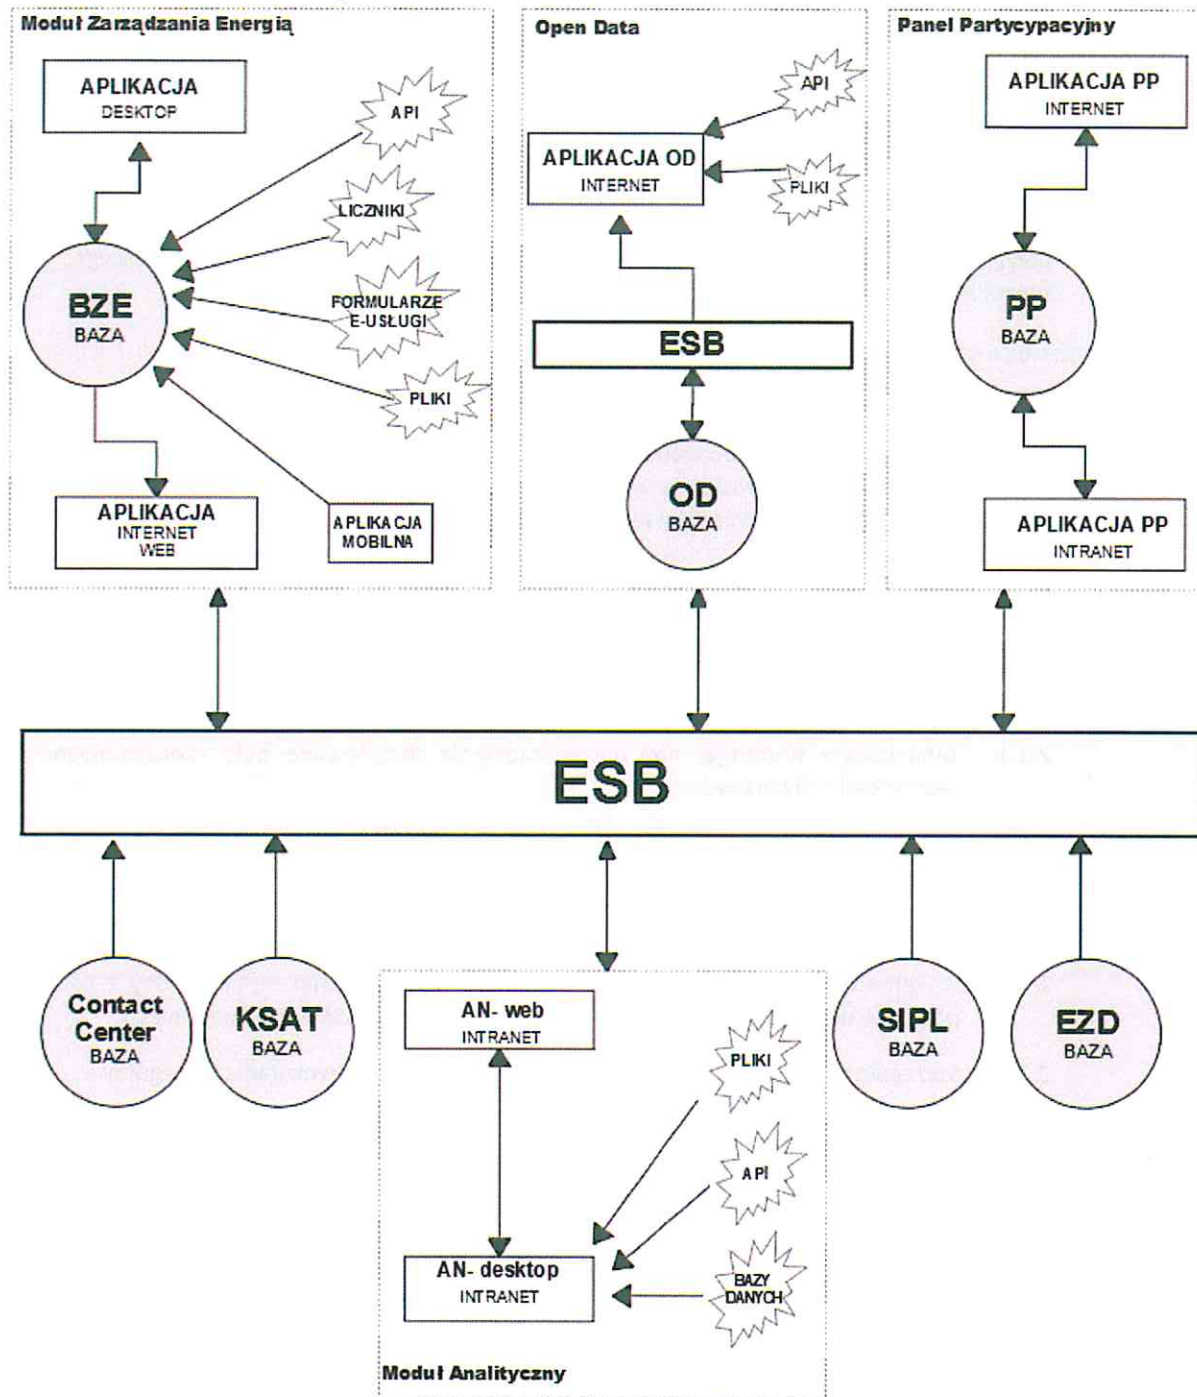 Moduł Zarządzania Energią
APLIKACJA
DESKTOP
API
LICZNIKI
FORMULARZE
E-USŁUGI
PLIKI
BZE
BAZA
APLIKACJA
INTERNET
WEB
APLIKACJA
MOBILNA
Open Data
API
APLIKACJA OD
INTERNET
PLIKI
ESB
OD
BAZA
Panel Partycypacyjny
APLIKACJA PP
INTERNET
PP
BAZA
APLIKACJA PP
INTRANET
ESB
Contact
Center
BAZA
KSAT
BAZA
SIPL
BAZA
EZD
BAZA
AN- web
INTRANET
PLIKI
API
AN- desktop
INTRANET
BAZY
DANYCH
Moduł Analityczny